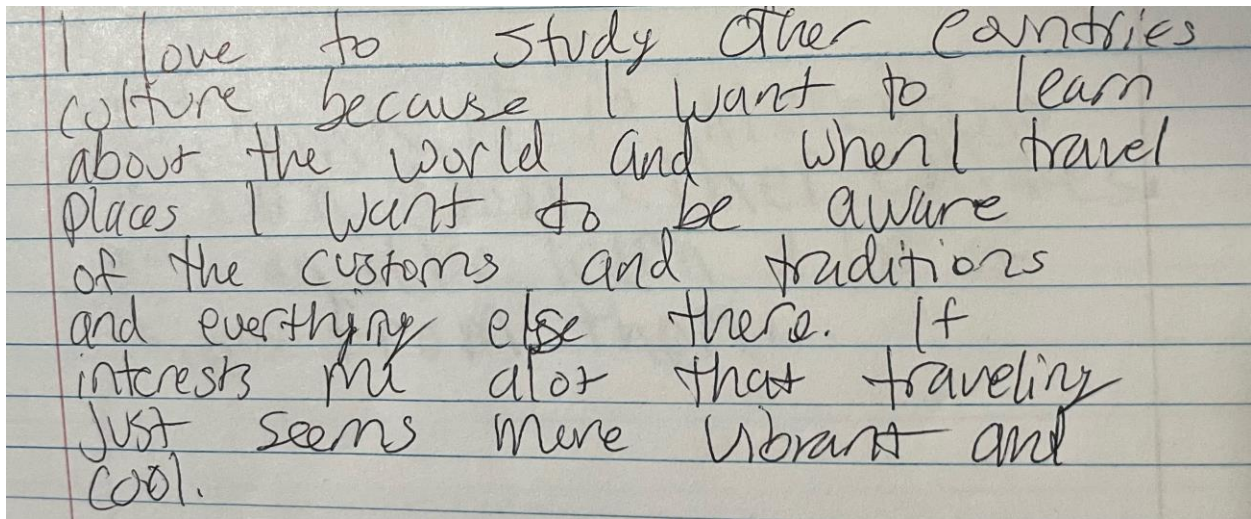 I love to study other countries
culture because I want to learn
about the world and when I travel
places I want to be aware
of the customs and traditions
and everthying else there. It
interests me alot that traveling
just seems more vibrant and
cool.